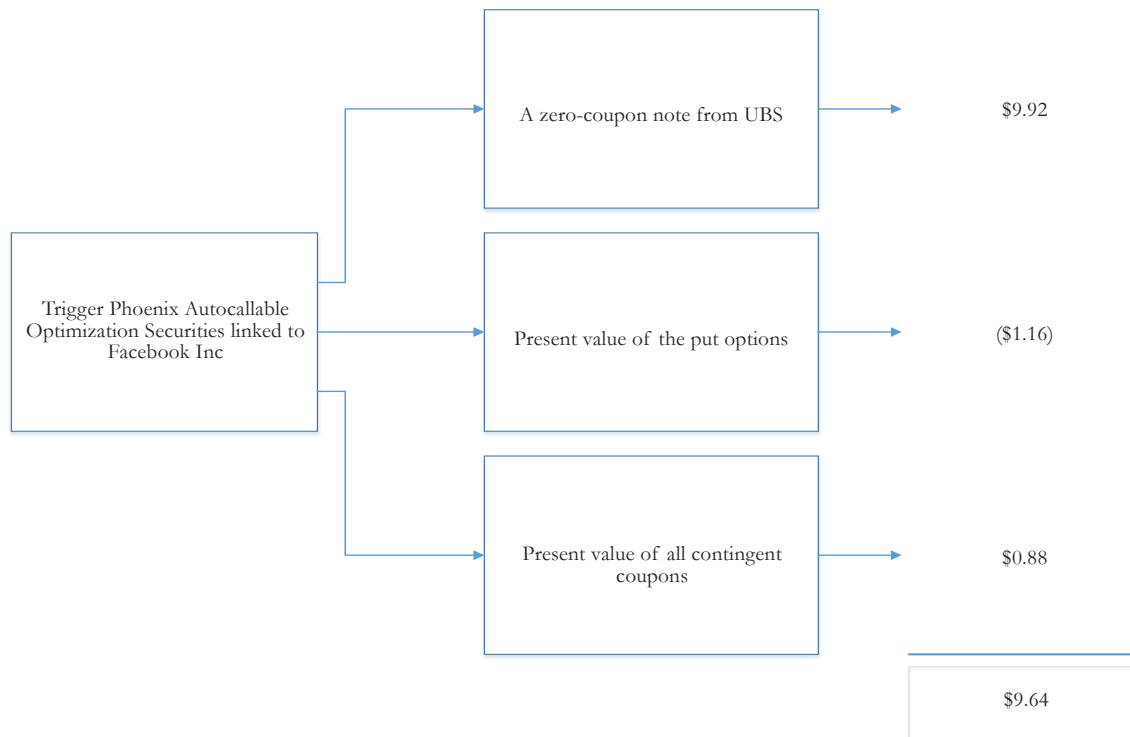 A zero-coupon note from UBS
$9.92
Trigger Phoenix Autocallable
Optimization Securities linked to
Facebook Inc
Present value of the put options
($1.16)
Present value of all contingent
coupons
$0.88
$9.64